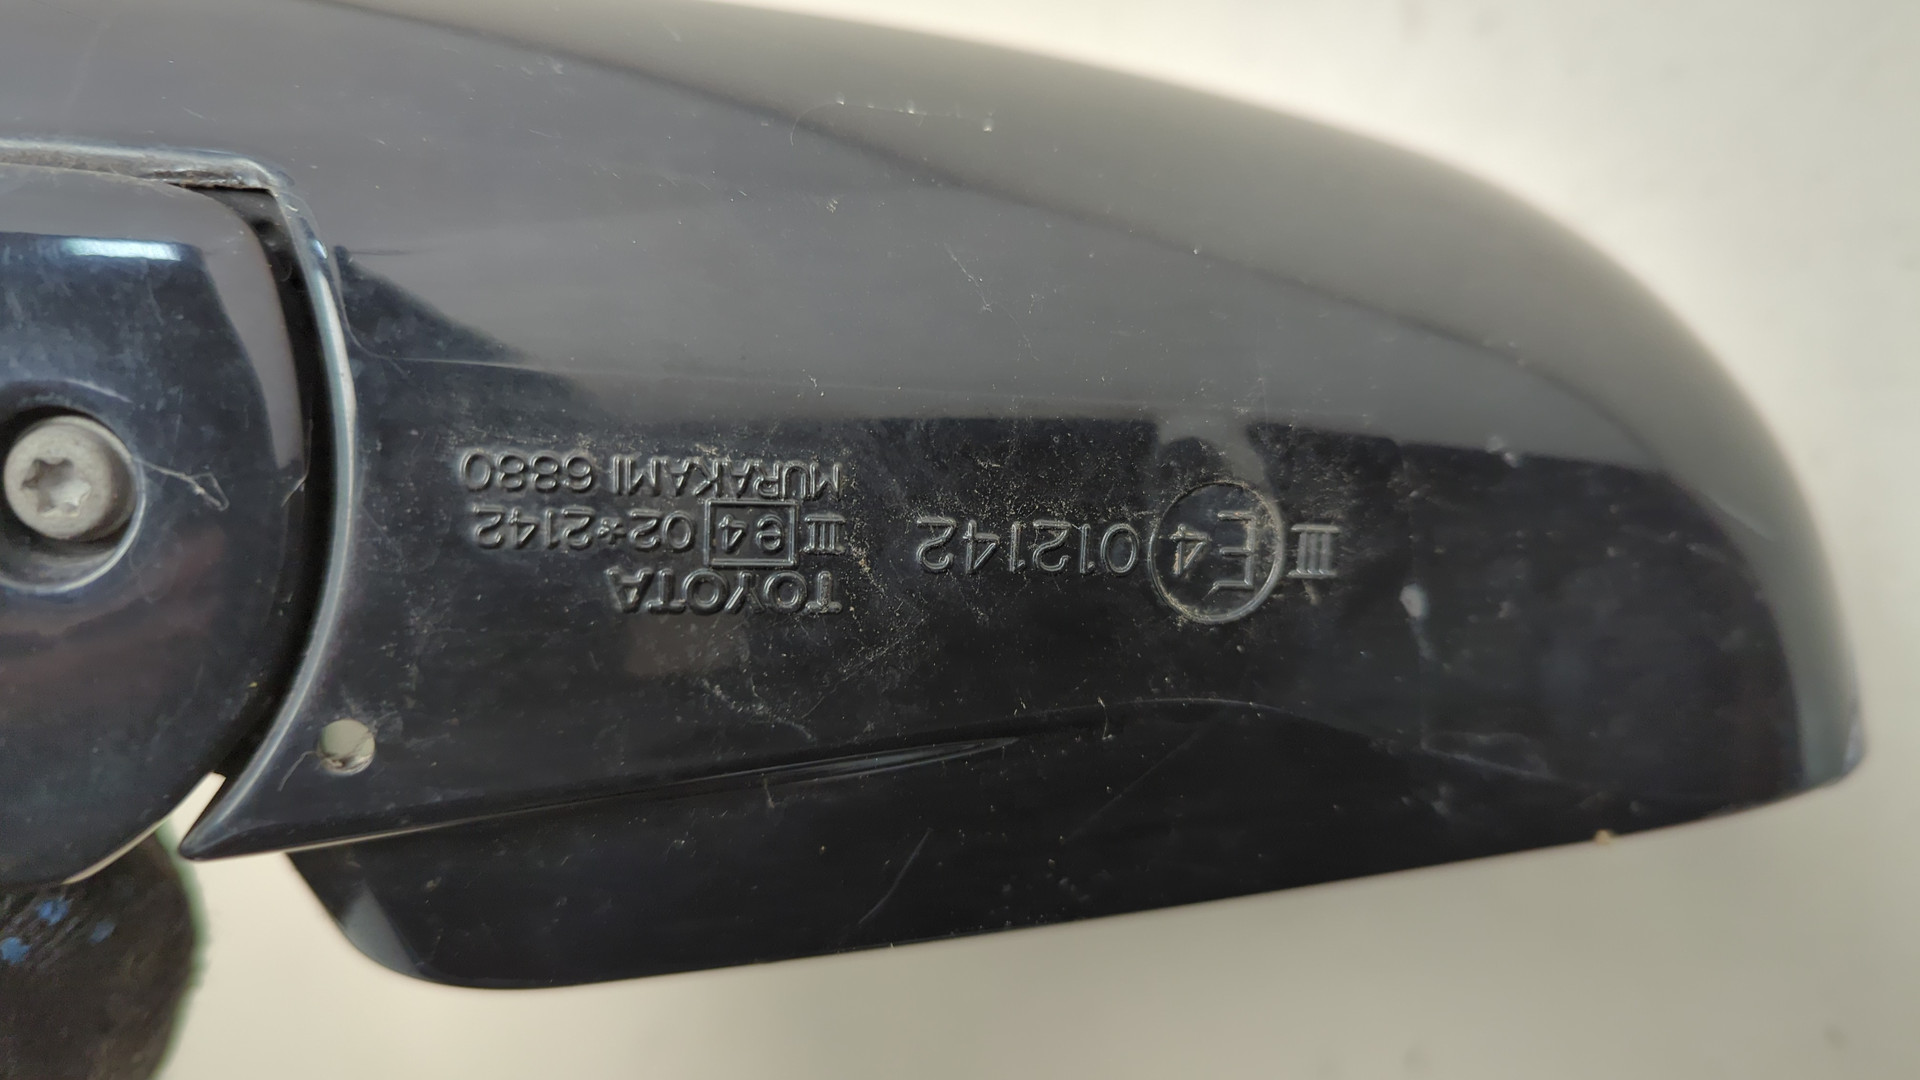 III E4 012142
TOYOTA
III e4 02*2142
MURAKAMI 6880